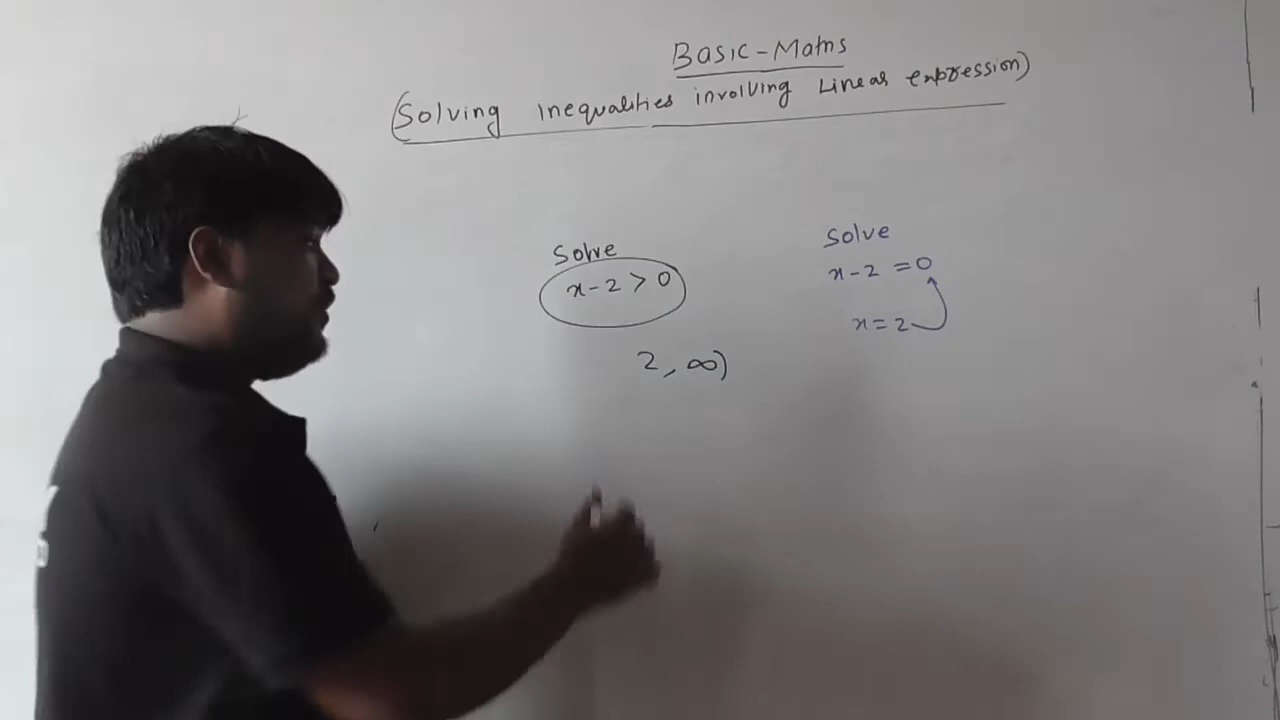 Basic-Maths
(Solving inequalities involving Linear expression)
Solve
x-2 > 0
2, ∞)
Solve
x-2 =0
x=2